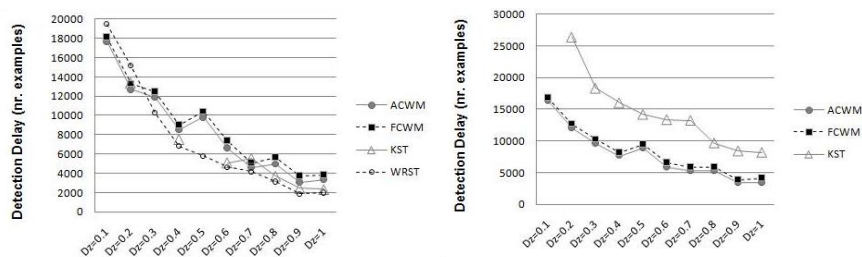 Detection Delay (nr. examples)
20000
18000
16000
14000
12000
10000
8000
6000
4000
2000
0
Dz=0.1
Dz=0.2
Dz=0.3
Dz=0.4
Dz=0.5
Dz=0.6
Dz=0.7
Dz=0.8
Dz=0.9
Dz=1
ACWM
FCWM
KST
WRST
Detection Delay (nr. examples)
30000
25000
20000
15000
10000
5000
0
Dz=0.1
Dz=0.2
Dz=0.3
Dz=0.4
Dz=0.5
Dz=0.6
Dz=0.7
Dz=0.8
Dz=0.9
Dz=1
ACWM
FCWM
KST